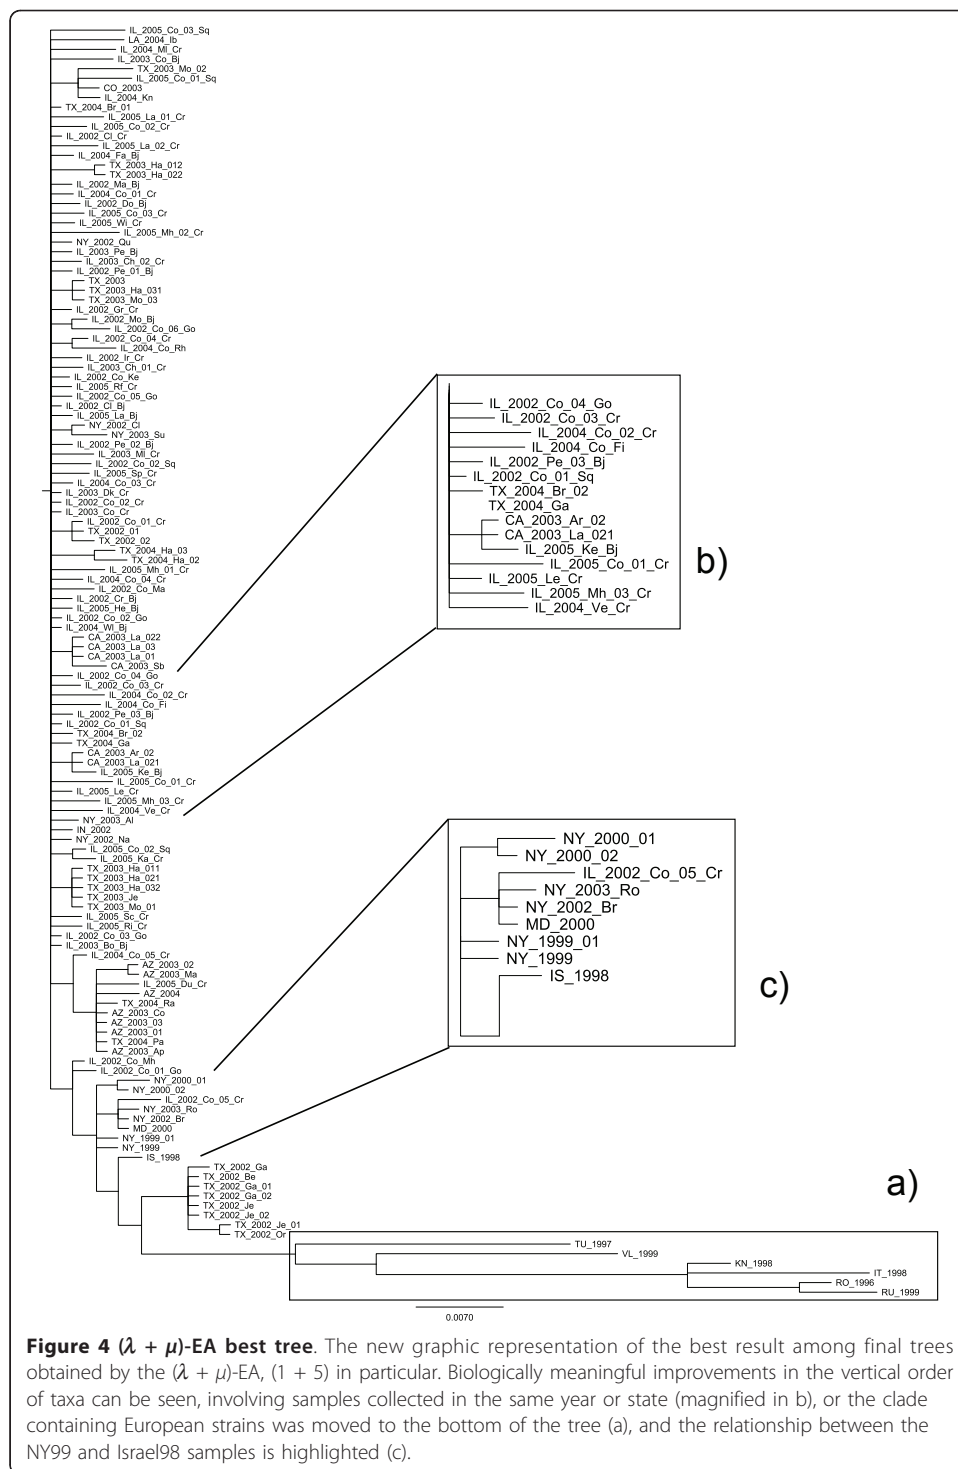 IL_2005_Co_03_Sq
LA_2004_Ib
IL_2004_Ml_Cr
IL_2003_Co_Bj
TX_2003_Mo_02
IL_2005_Co_01_Sq
CO_2003
IL_2004_Kn
TX_2004_Br_01
IL_2005_La_01_Cr
IL_2005_Co_02_Cr
IL_2002_Cl_Cr
IL_2005_La_02_Cr
IL_2004_Fa_Bj
TX_2003_Ha_012
TX_2003_Ha_022
IL_2002_Ma_Bj
IL_2004_Co_01_Cr
IL_2002_Do_Bj
IL_2005_Co_03_Cr
IL_2005_Wi_Cr
IL_2005_Mh_02_Cr
NY_2002_Qu
IL_2003_Pe_Bj
IL_2003_Ch_02_Cr
IL_2002_Pe_01_Bj
TX_2003
TX_2003_Ha_031
TX_2003_Mo_03
IL_2002_Gr_Cr
IL_2002_Mo_Bj
IL_2002_Co_06_Go
IL_2002_Co_04_Cr
IL_2004_Co_Rh
IL_2002_Ir_Cr
IL_2003_Ch_01_Cr
IL_2002_Co_Ke
IL_2005_Rf_Cr
IL_2002_Co_05_Go
IL_2002_Cl_Bj
IL_2005_La_Bj
NY_2002_Cl
NY_2003_Su
IL_2002_Pe_02_Bj
IL_2003_Ml_Cr
IL_2002_Co_02_Sq
IL_2005_Sp_Cr
IL_2004_Co_03_Cr
IL_2003_Dk_Cr
IL_2002_Co_02_Cr
IL_2003_Co_Cr
IL_2002_Co_01_Cr
TX_2002_01
TX_2002_02
TX_2004_Ha_03
TX_2004_Ha_02
IL_2005_Mh_01_Cr
IL_2004_Co_04_Cr
IL_2002_Co_Ma
IL_2002_Cr_Bj
IL_2005_He_Bj
IL_2002_Co_02_Go
IL_2004_Wl_Bj
CA_2003_La_022
CA_2003_La_03
CA_2003_La_01
CA_2003_Sb
IL_2002_Co_04_Go
IL_2002_Co_03_Cr
IL_2004_Co_02_Cr
IL_2004_Co_Fi
IL_2002_Pe_03_Bj
IL_2002_Co_01_Sq
TX_2004_Br_02
TX_2004_Ga
CA_2003_Ar_02
CA_2003_La_021
IL_2005_Ke_Bj
IL_2005_Co_01_Cr
IL_2005_Le_Cr
IL_2005_Mh_03_Cr
IL_2004_Ve_Cr
NY_2003_Al
IN_2002
NY_2002_Na
IL_2005_Co_02_Sq
IL_2005_Ka_Cr
TX_2003_Ha_011
TX_2003_Ha_021
TX_2003_Ha_032
TX_2003_Je
TX_2003_Mo_01
IL_2005_Sc_Cr
IL_2005_Ri_Cr
IL_2002_Co_03_Go
IL_2003_Bo_Bj
IL_2004_Co_05_Cr
AZ_2003_02
AZ_2003_Ma
IL_2005_Du_Cr
AZ_2004
TX_2004_Ra
AZ_2003_Co
AZ_2003_03
AZ_2003_01
TX_2004_Pa
AZ_2003_Ap
IL_2002_Co_Mh
IL_2002_Co_01_Go
NY_2000_01
NY_2000_02
IL_2002_Co_05_Cr
NY_2003_Ro
NY_2002_Br
MD_2000
NY_1999_01
NY_1999
IS_1998
TX_2002_Ga
TX_2002_Be
TX_2002_Ga_01
TX_2002_Ga_02
TX_2002_Je
TX_2002_Je_02
TX_2002_Je_01
TX_2002_Or
TU_1997
VL_1999
KN_1998
IT_1998
RO_1996
RU_1999
0.0070
IL_2002_Co_04_Go
IL_2002_Co_03_Cr
IL_2004_Co_02_Cr
IL_2004_Co_Fi
IL_2002_Pe_03_Bj
IL_2002_Co_01_Sq
TX_2004_Br_02
TX_2004_Ga
CA_2003_Ar_02
CA_2003_La_021
IL_2005_Ke_Bj
IL_2005_Co_01_Cr
IL_2005_Le_Cr
IL_2005_Mh_03_Cr
IL_2004_Ve_Cr
b)
NY_2000_01
NY_2000_02
IL_2002_Co_05_Cr
NY_2003_Ro
NY_2002_Br
MD_2000
NY_1999_01
NY_1999
IS_1998
c)
a)
Figure 4 (λ + μ)-EA best tree. The new graphic representation of the best result among final trees
obtained by the (λ + μ)-EA, (1 + 5) in particular. Biologically meaningful improvements in the vertical order
of taxa can be seen, involving samples collected in the same year or state (magnified in b), or the clade
containing European strains was moved to the bottom of the tree (a), and the relationship between the
NY99 and Israel98 samples is highlighted (c).